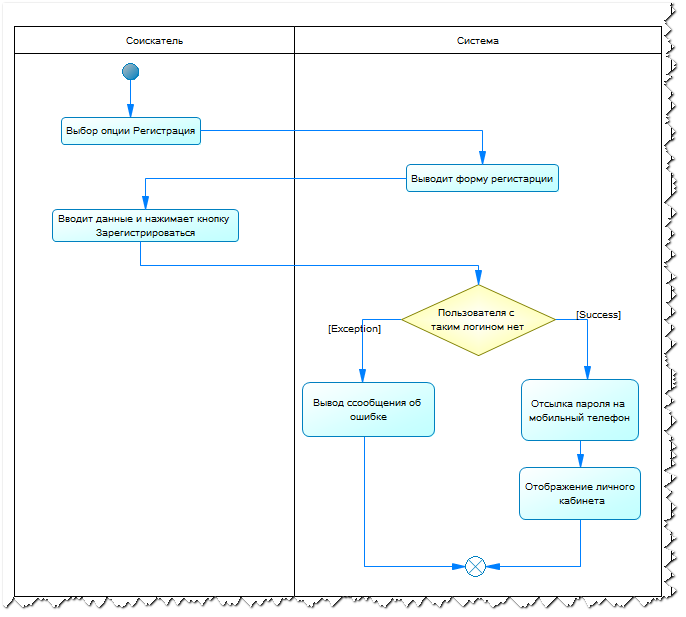 Соискатель
Система
Выбор опции Регистрация
Выводит форму регистарции
Вводит данные и нажимает кнопку
Зарегистрироваться
Пользователя с
таким логином нет
[Exception]
[Success]
Вывод ссообщения об
ошибке
Отсылка пароля на
мобильный телефон
Отображение личного
кабинета